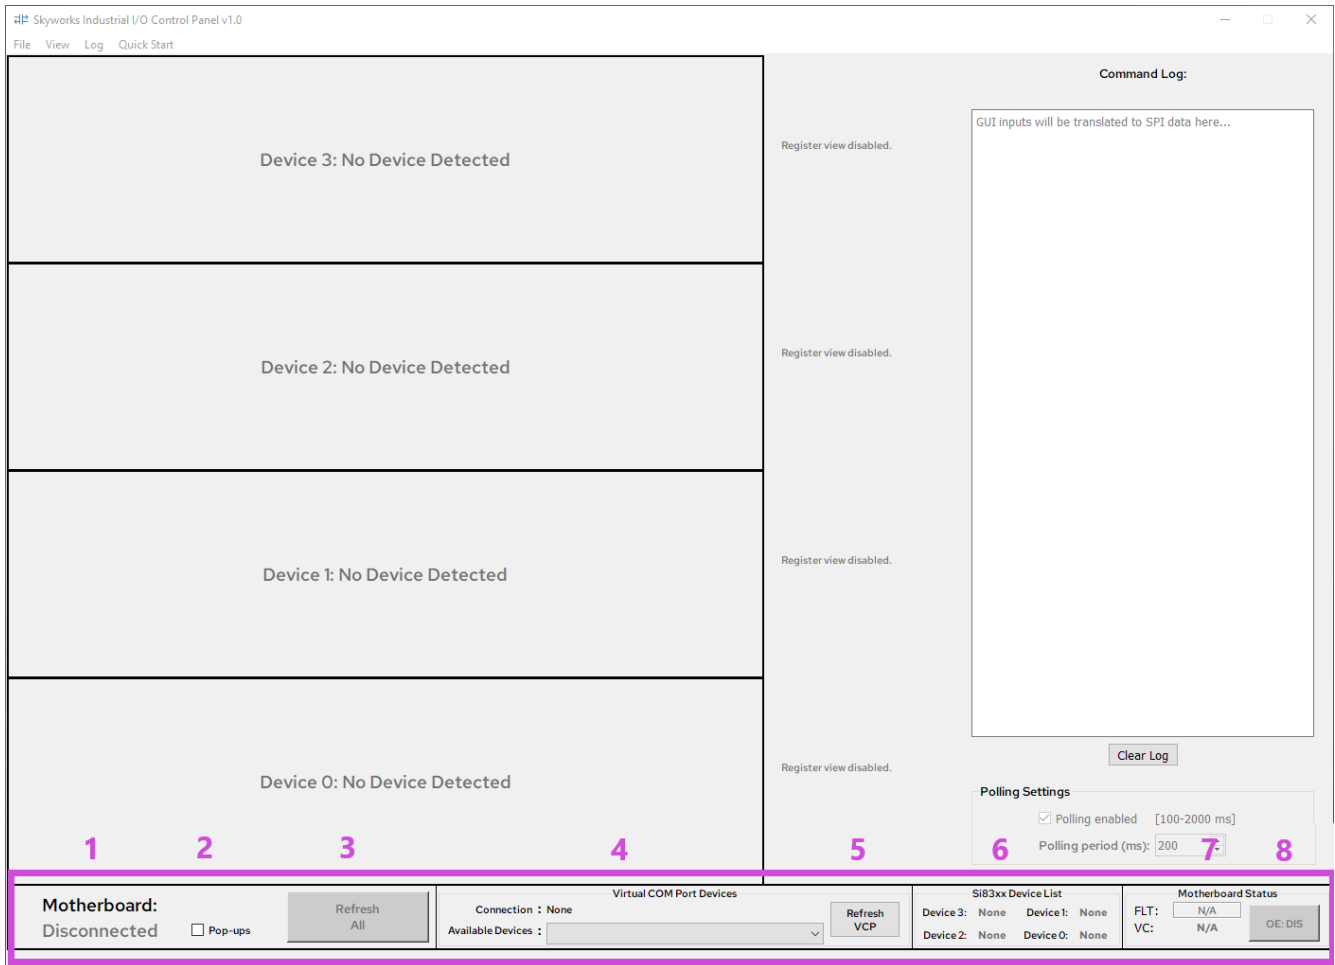 Skyworks Industrial I/O Control Panel v1.0
File View Log Quick Start
Command Log:
GUI inputs will be translated to SPI data here...
Device 3: No Device Detected
Register view disabled.
Device 2: No Device Detected
Register view disabled.
Device 1: No Device Detected
Register view disabled.
Device 0: No Device Detected
Register view disabled.
Clear Log
Polling Settings
Polling enabled [100-2000 ms]
Polling period (ms): 200
1 2 3 4 5 6 7 8
Motherboard:
Disconnected
Pop-ups
Refresh
All
Virtual COM Port Devices
Connection : None
Available Devices :
Refresh
VCP
Si83xx Device List
Device 3: None Device 1: None
Device 2: None Device 0: None
Motherboard Status
FLT: N/A
VC: N/A
OE: DIS